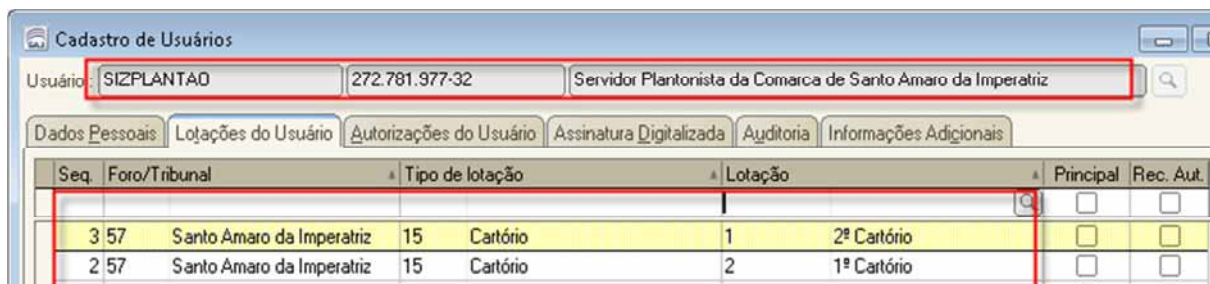 Cadastro de Usuários
Usuário: SIZPLANTAO 272.781.977-32 Servidor Plantonista da Comarca de Santo Amaro da Imperatriz
Dados Pessoais Lotações do Usuário Autorizações do Usuário Assinatura Digitalizada Auditoria Informações Adicionais
Seq. Foro/Tribunal Tipo de lotação Lotação Principal Rec. Aut.
3 57 Santo Amaro da Imperatriz 15 Cartório 1 2º Cartório
2 57 Santo Amaro da Imperatriz 15 Cartório 2 1º Cartório